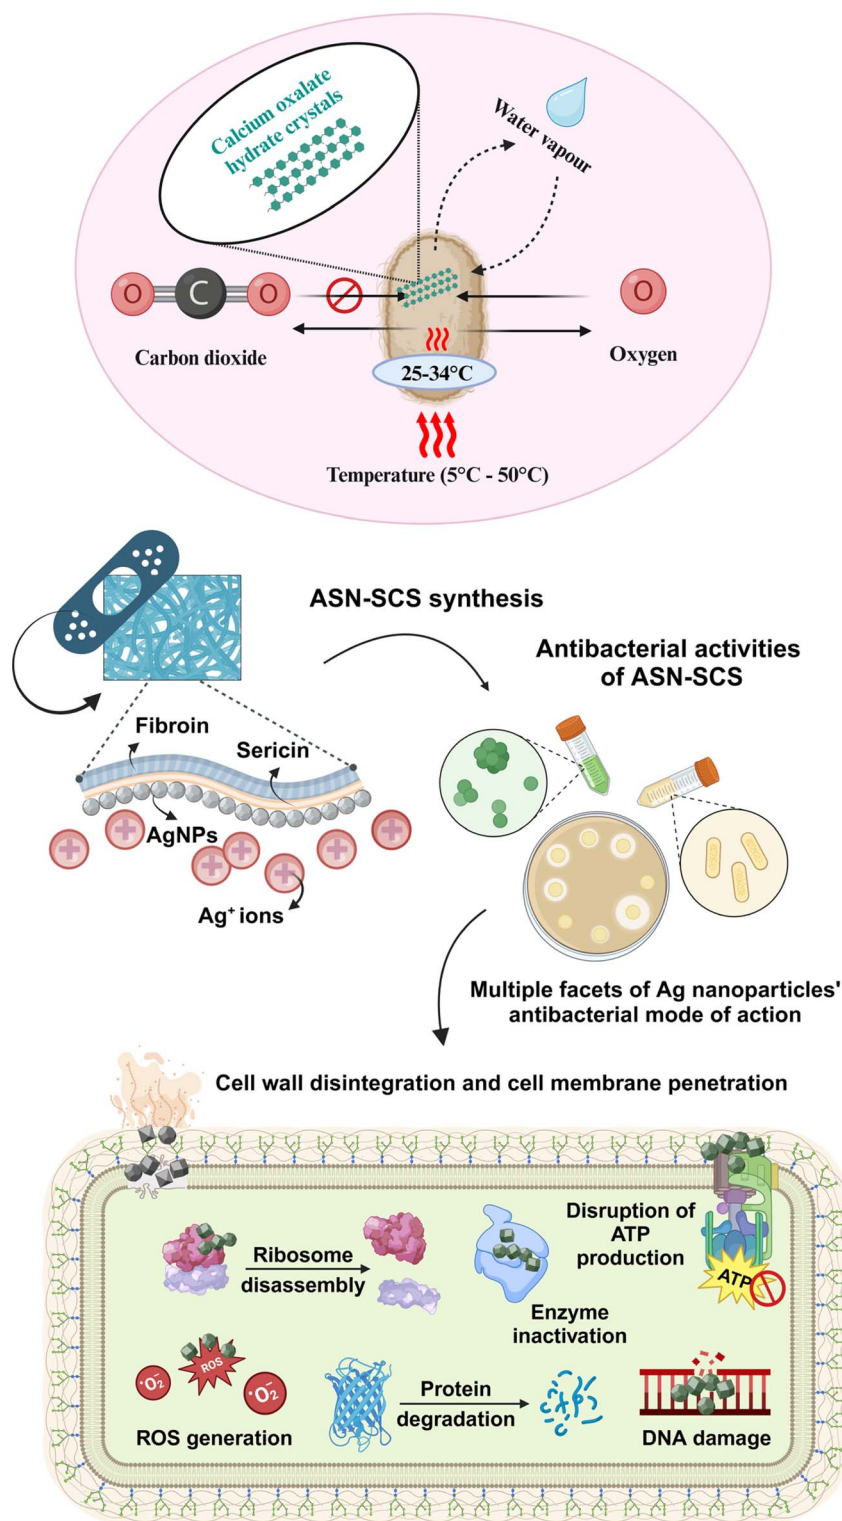 Calcium oxalate
hydrate crystals
Water vapour
O
C
O
O
Carbon dioxide
Oxygen
25-34°C
Temperature (5°C - 50°C)
ASN-SCS synthesis
Antibacterial activities
of ASN-SCS
Fibroin
Sericin
AgNPs
Ag⁺ ions
Multiple facets of Ag nanoparticles'
antibacterial mode of action
Cell wall disintegration and cell membrane penetration
Ribosome
disassembly
Disruption of
ATP
production
ATP
Enzyme
inactivation
·O₂⁻
ROS
·O₂⁻
ROS generation
Protein
degradation
DNA damage